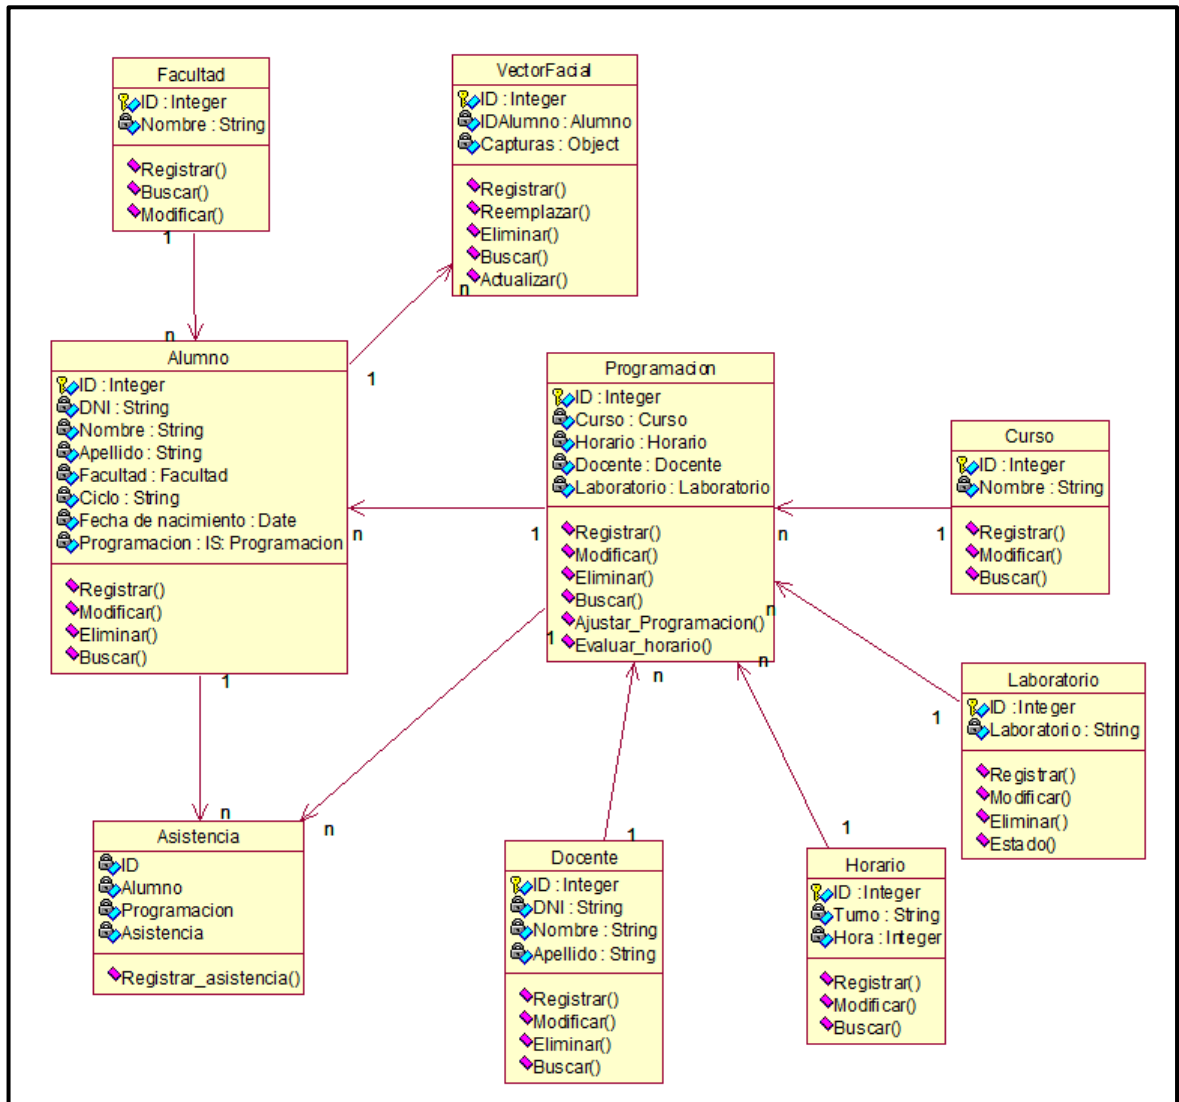 Facultad
ID : Integer
Nombre : String
Registrar()
Buscar()
Modificar()
1
n
VectorFacial
ID : Integer
IDAlumno : Alumno
Capturas : Object
Registrar()
Reemplazar()
Eliminar()
Buscar()
Actualizar()
n
1
Alumno
ID : Integer
DNI : String
Nombre : String
Apellido : String
Facultad : Facultad
Ciclo : String
Fecha de nacimiento : Date
Programacion : IS: Programacion
Registrar()
Modificar()
Eliminar()
Buscar()
1
n
n
1
Programacion
ID : Integer
Curso : Curso
Horario : Horario
Docente : Docente
Laboratorio : Laboratorio
Registrar()
Modificar()
Eliminar()
Buscar()
Ajustar_Programacion()
Evaluar_horario()
1
n
n
n
n
1
Curso
ID : Integer
Nombre : String
Registrar()
Modificar()
Buscar()
Laboratorio
ID : Integer
Laboratorio : String
Registrar()
Modificar()
Eliminar()
Estado()
1
n
Asistencia
ID
Alumno
Programacion
Asistencia
Registrar_asistencia()
1
Docente
ID : Integer
DNI : String
Nombre : String
Apellido : String
Registrar()
Modificar()
Eliminar()
Buscar()
1
Horario
ID : Integer
Turno : String
Hora : Integer
Registrar()
Modificar()
Buscar()